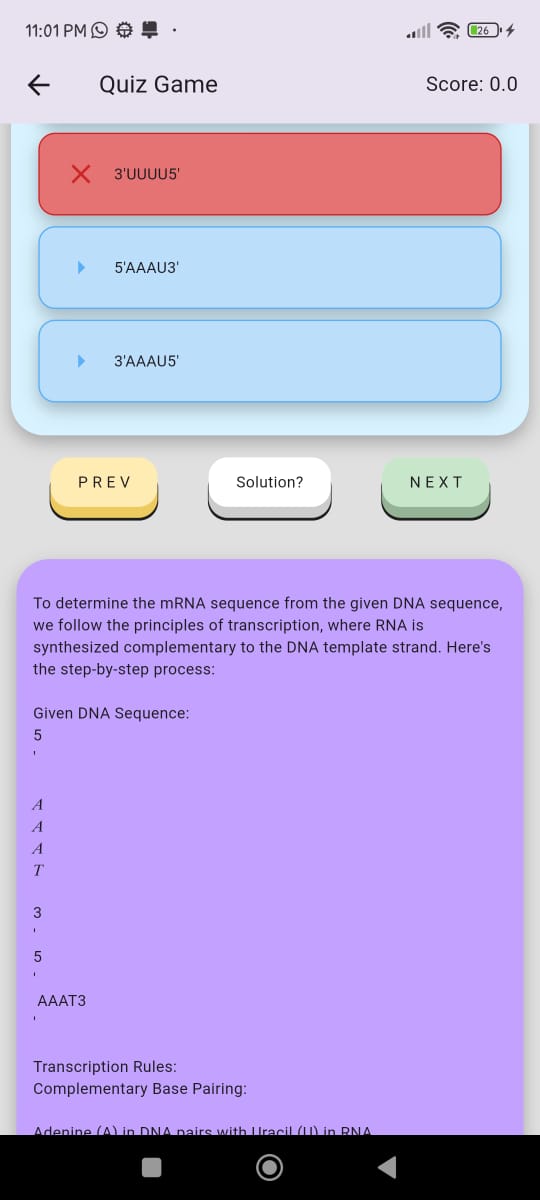 11:01 PM
26
Quiz Game
Score: 0.0
3'UUUU5'
5'AAAU3'
3'AAAU5'
PREV
Solution?
NEXT
To determine the mRNA sequence from the given DNA sequence,
we follow the principles of transcription, where RNA is
synthesized complementary to the DNA template strand. Here's
the step-by-step process:
Given DNA Sequence:
5
'
A
A
A
T
3
'
5
'
AAAT3
'
Transcription Rules:
Complementary Base Pairing:
Adenine (A) in DNA pairs with Uracil (U) in RNA